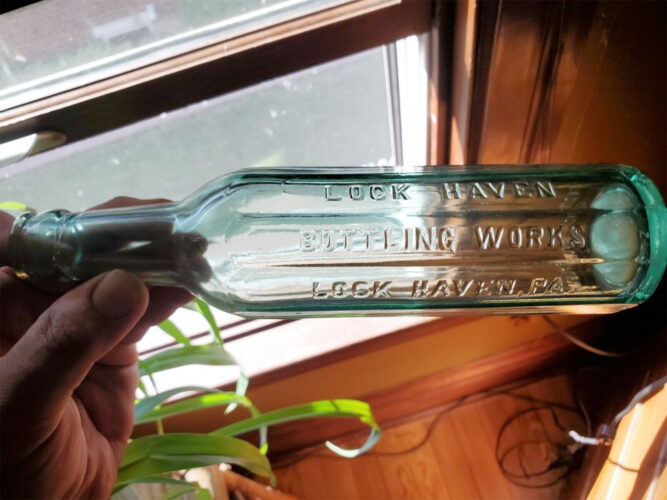 LOCK HAVEN
BOTTLING WORKS
LOCK HAVEN, PA.